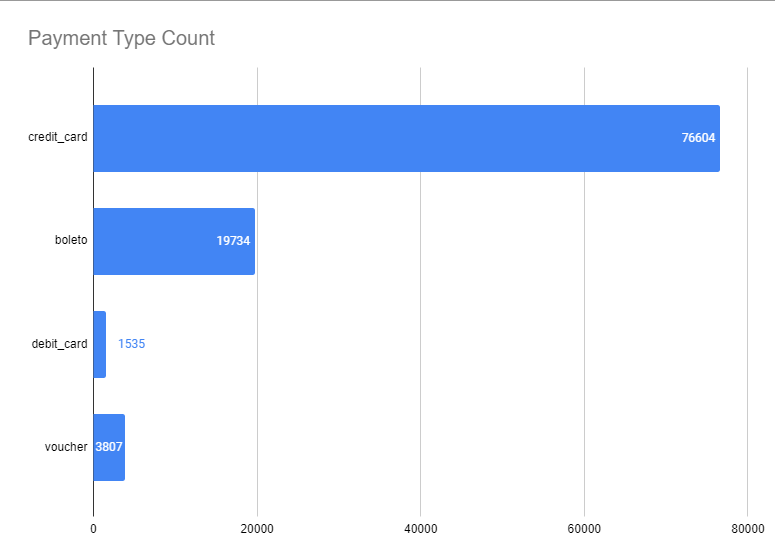 Payment Type Count
credit_card
76604
boleto
19734
debit_card
1535
voucher
3807
0 20000 40000 60000 80000